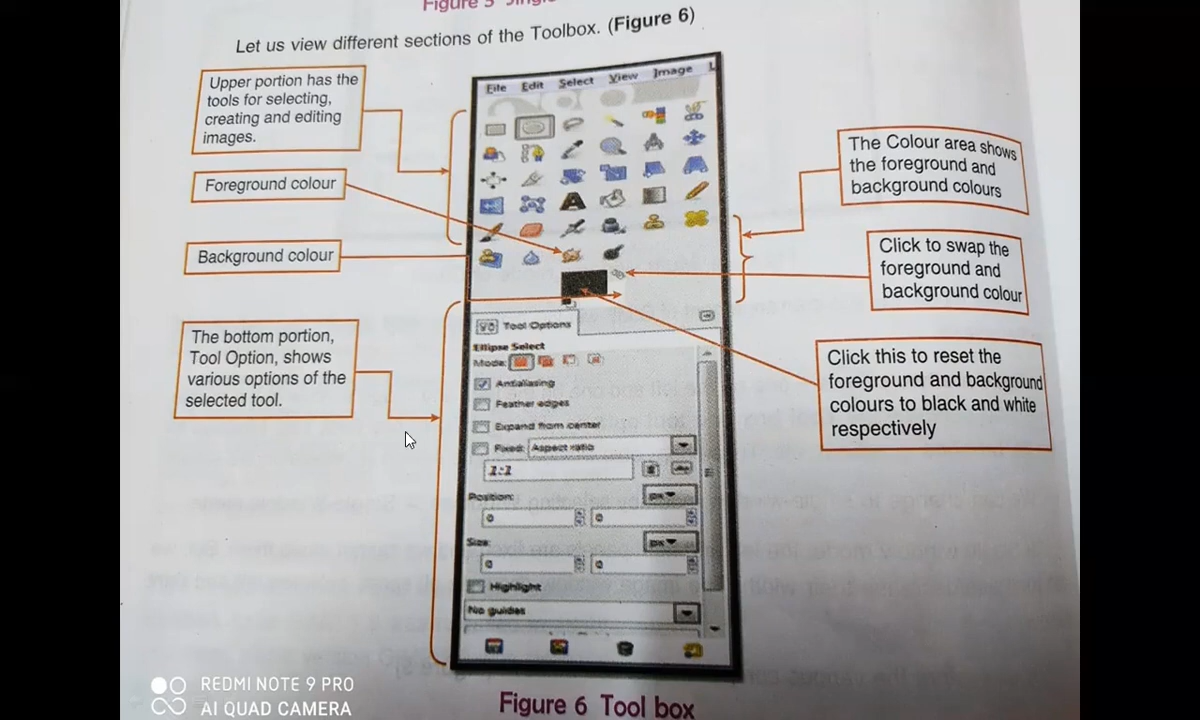 Figure 5
Let us view different sections of the Toolbox. (Figure 6)
Upper portion has the
tools for selecting,
creating and editing
images.
Foreground colour
Background colour
The bottom portion,
Tool Option, shows
various options of the
selected tool.
File Edit Select View Image
Tool Options
Ellipse Select
Mode:
Antialiasing
Feather edges
Expand from center
Fixed: Aspect ratio
1:1
Position: px
0 0
Size: px
0 0
Highlight
No guides
The Colour area shows
the foreground and
background colours
Click to swap the
foreground and
background colour
Click this to reset the
foreground and background
colours to black and white
respectively
Figure 6 Tool box
REDMI NOTE 9 PRO
AI QUAD CAMERA